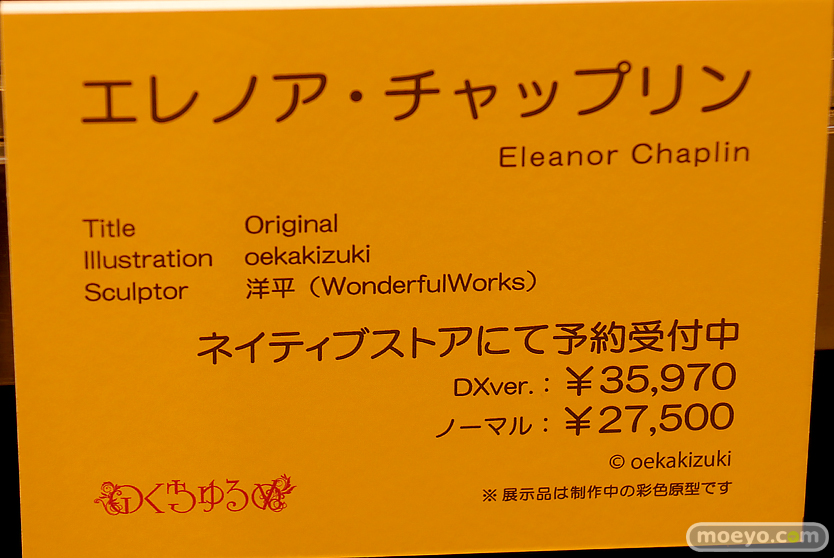 エレノア・チャップリン
Eleanor Chaplin
Title Original
Illustration oekakizuki
Sculptor 洋平（WonderfulWorks）
ネイティブストアにて予約受付中
DXver.：￥35,970
ノーマル：￥27,500
© oekakizuki
※展示品は制作中の彩色原型です
moeyo.com